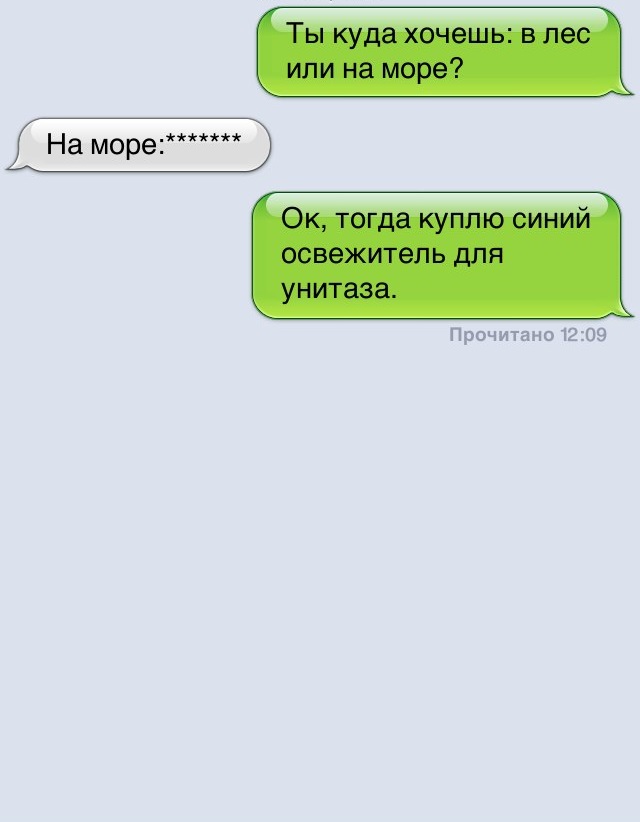 Ты куда хочешь: в лес
или на море?
На море:*******
Ок, тогда куплю синий
освежитель для
унитаза.
Прочитано 12:09